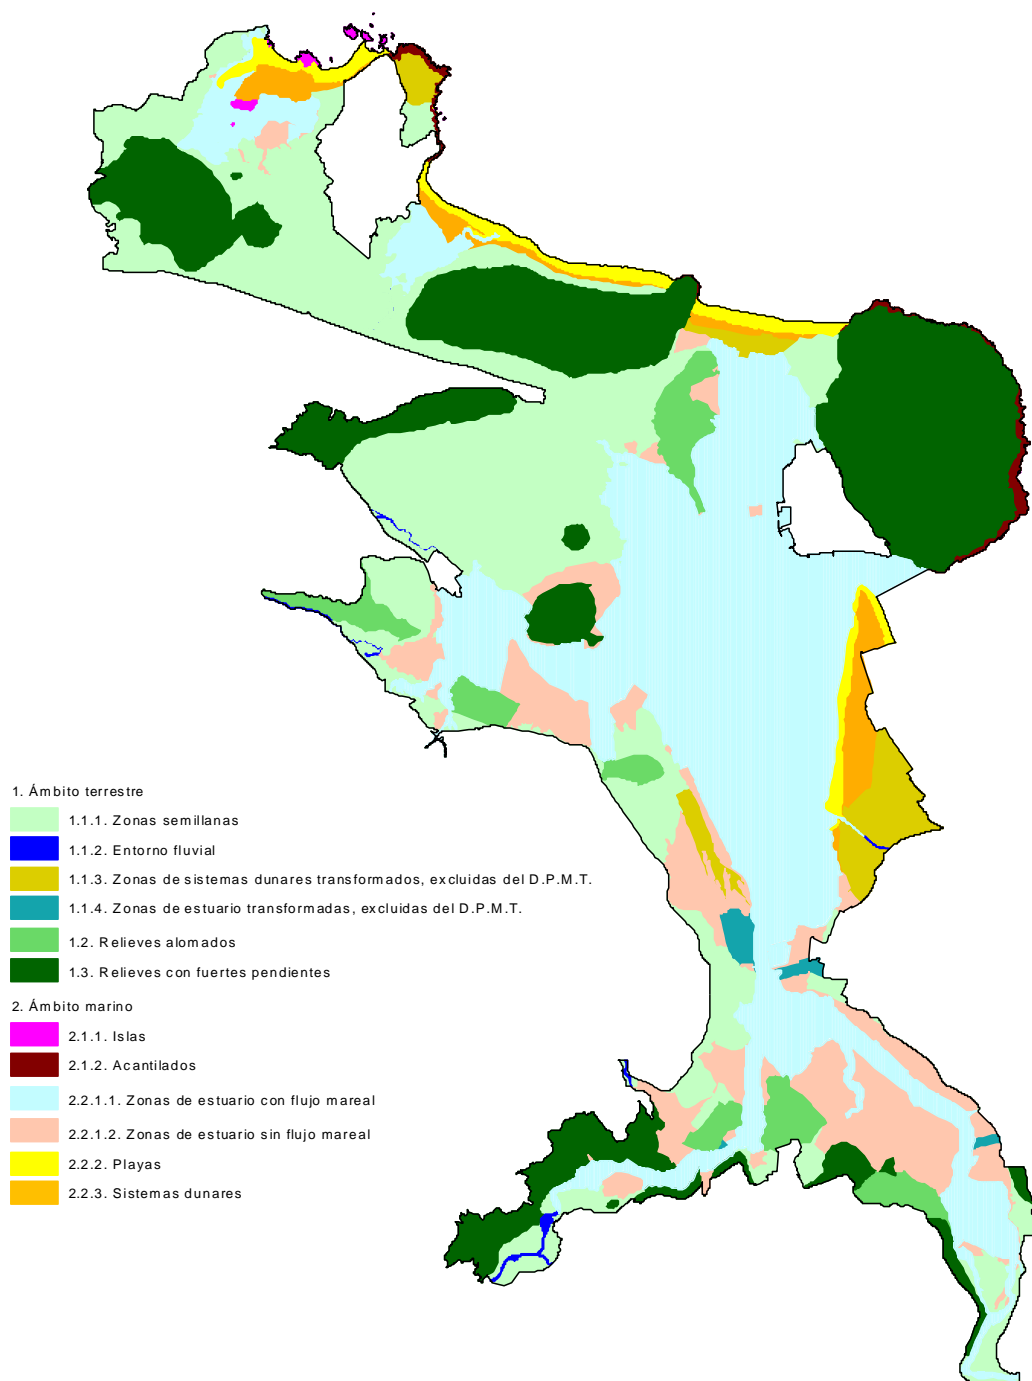 1. Ámbito terrestre
1.1.1. Zonas semillanas
1.1.2. Entorno fluvial
1.1.3. Zonas de sistemas dunares transformados, excluidas del D.P.M.T.
1.1.4. Zonas de estuario transformadas, excluidas del D.P.M.T.
1.2. Relieves alomados
1.3. Relieves con fuertes pendientes
2. Ámbito marino
2.1.1. Islas
2.1.2. Acantilados
2.2.1.1. Zonas de estuario con flujo mareal
2.2.1.2. Zonas de estuario sin flujo mareal
2.2.2. Playas
2.2.3. Sistemas dunares